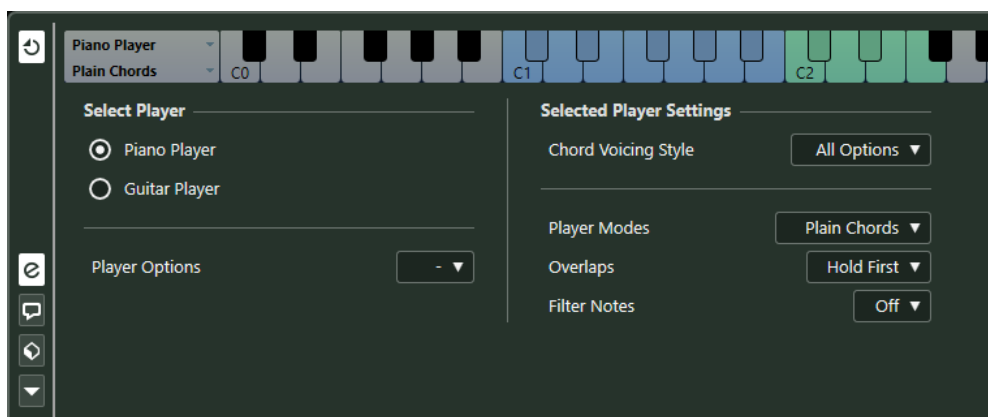 Piano Player
Plain Chords
C0
C1
C2
Select Player
Piano Player
Guitar Player
Player Options
-
Selected Player Settings
Chord Voicing Style
All Options
Player Modes
Plain Chords
Overlaps
Hold First
Filter Notes
Off